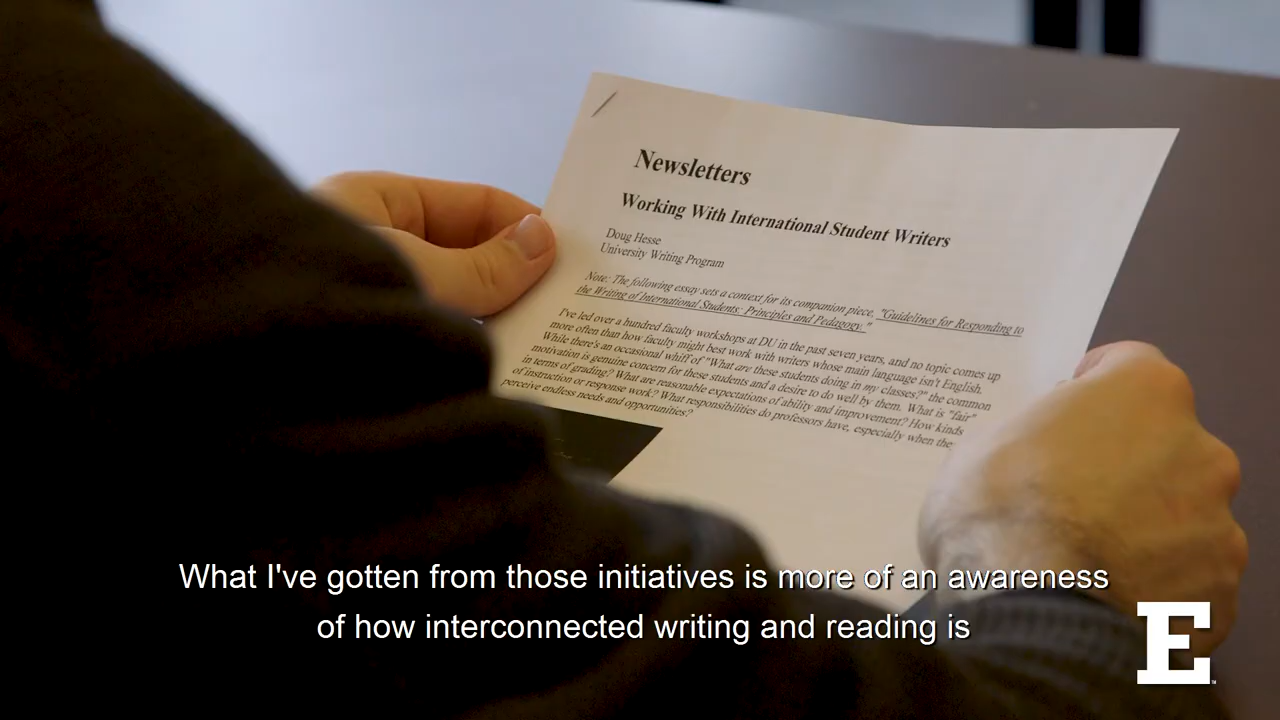 Newsletters
Working With International Student Writers
Doug Hesse
University Writing Program
Note: The following essay sets a context for its companion piece, "Guidelines for Responding to
the Writing of International Students: Principles and Pedagogy."
I've led over a hundred faculty workshops at DU in the past seven years, and no topic comes up
more often than how faculty might best work with writers whose main language isn't English.
While there's an occasional whiff of "What are these students doing in my classes?" the common
motivation is genuine concern for these students and a desire to do well by them. What is "fair"
in terms of grading? What are reasonable expectations of ability and improvement? How kinds
of instruction or response work? What responsibilities do professors have, especially when the
perceive endless needs and opportunities?
What I've gotten from those initiatives is more of an awareness
of how interconnected writing and reading is
E